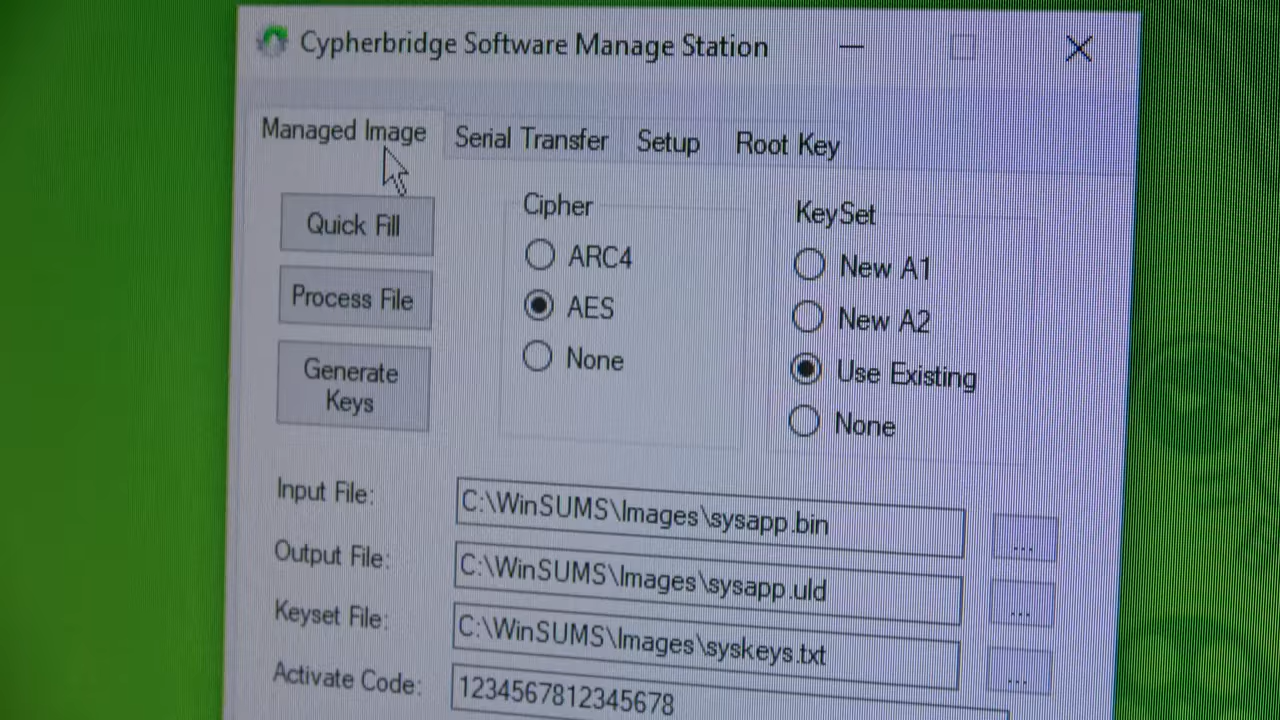 Cypherbridge Software Manage Station
Managed Image
Serial Transfer
Setup
Root Key
Quick Fill
Process File
Generate
Keys
Cipher
ARC4
AES
None
KeySet
New A1
New A2
Use Existing
None
Input File:
C:\WinSUMS\Images\sysapp.bin
...
Output File:
C:\WinSUMS\Images\sysapp.uld
...
Keyset File:
C:\WinSUMS\Images\syskeys.txt
...
Activate Code:
1234567812345678